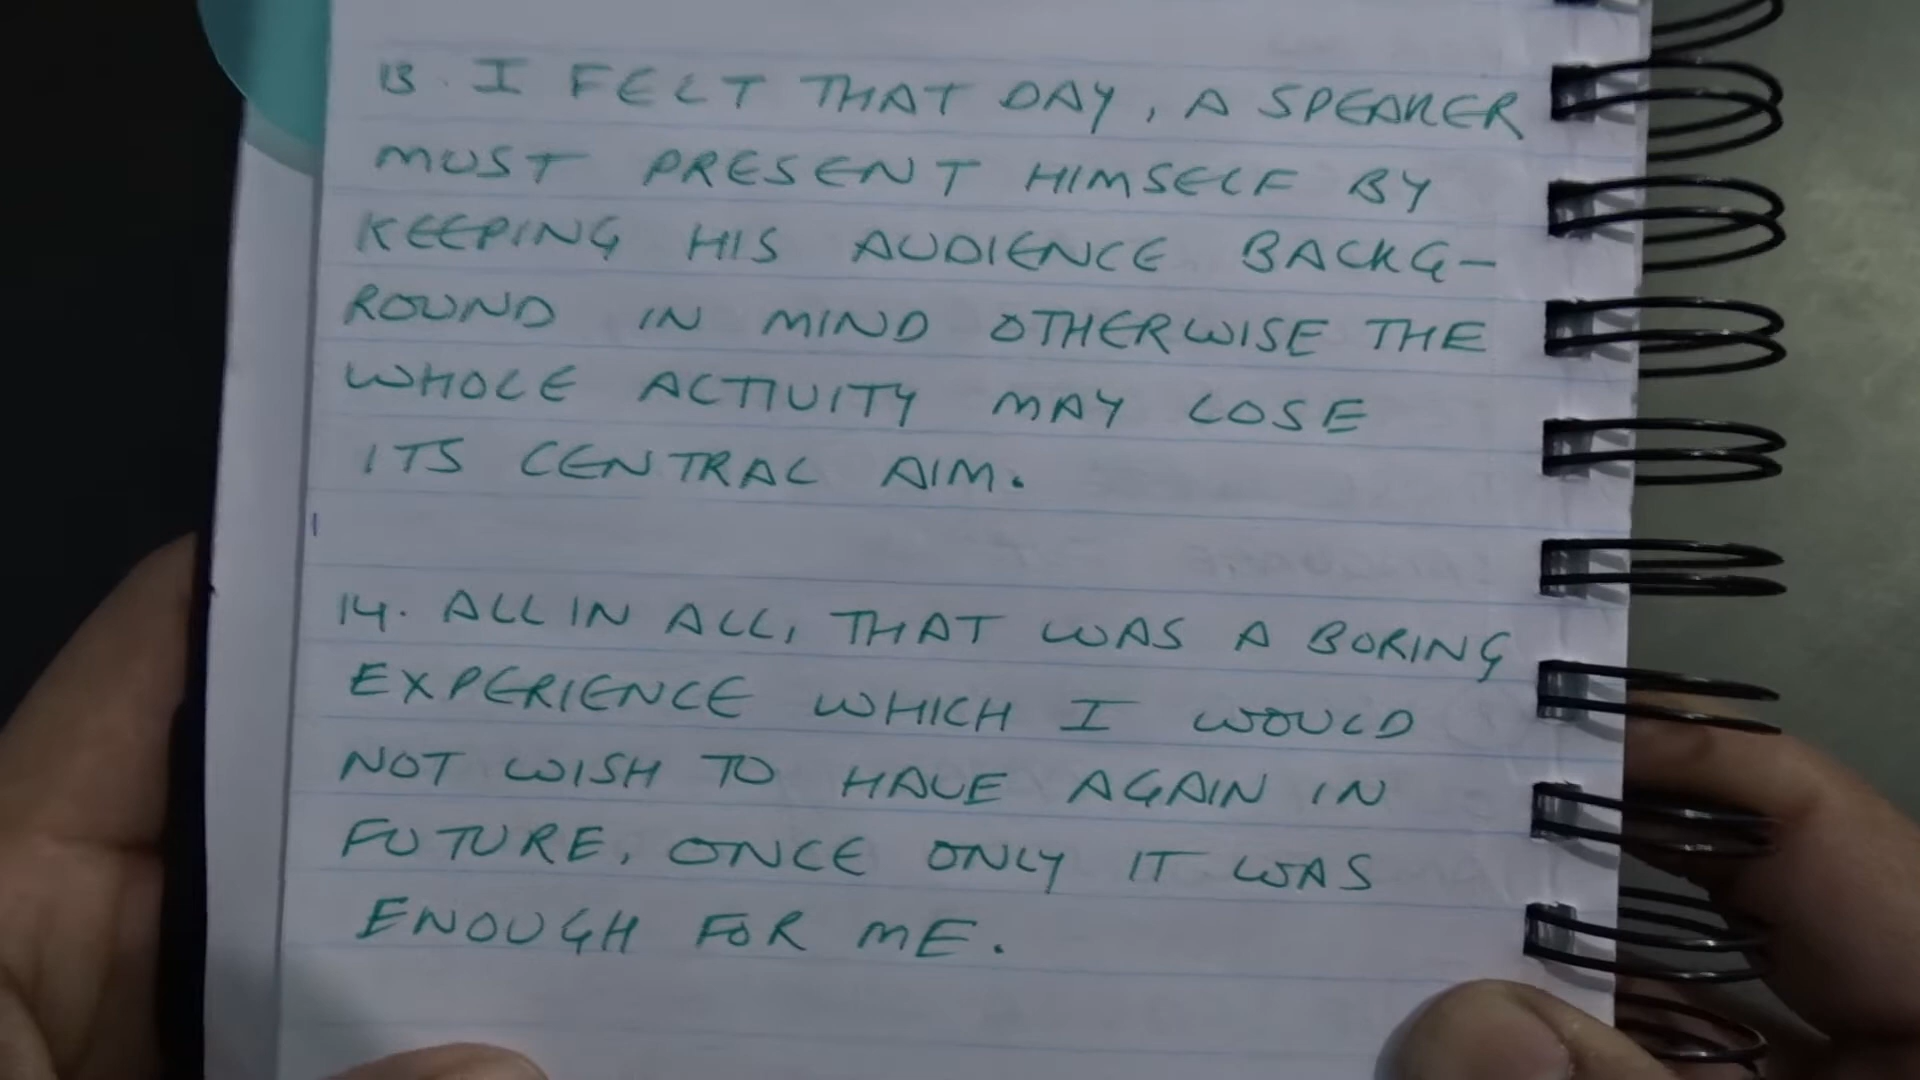 13. I FELT THAT DAY, A SPEAKER
MUST PRESENT HIMSELF BY
KEEPING HIS AUDIENCE BACKG-
ROUND IN MIND OTHERWISE THE
WHOLE ACTIVITY MAY LOSE
ITS CENTRAL AIM.
14. ALL IN ALL, THAT WAS A BORING
EXPERIENCE WHICH I WOULD
NOT WISH TO HAVE AGAIN IN
FUTURE, ONCE ONLY IT WAS
ENOUGH FOR ME.